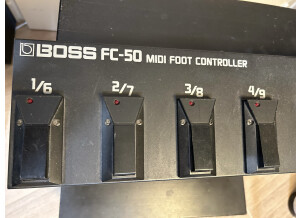 BOSS FC-50 MIDI FOOT CONTROLLER
1/6 2/7 3/8 4/9